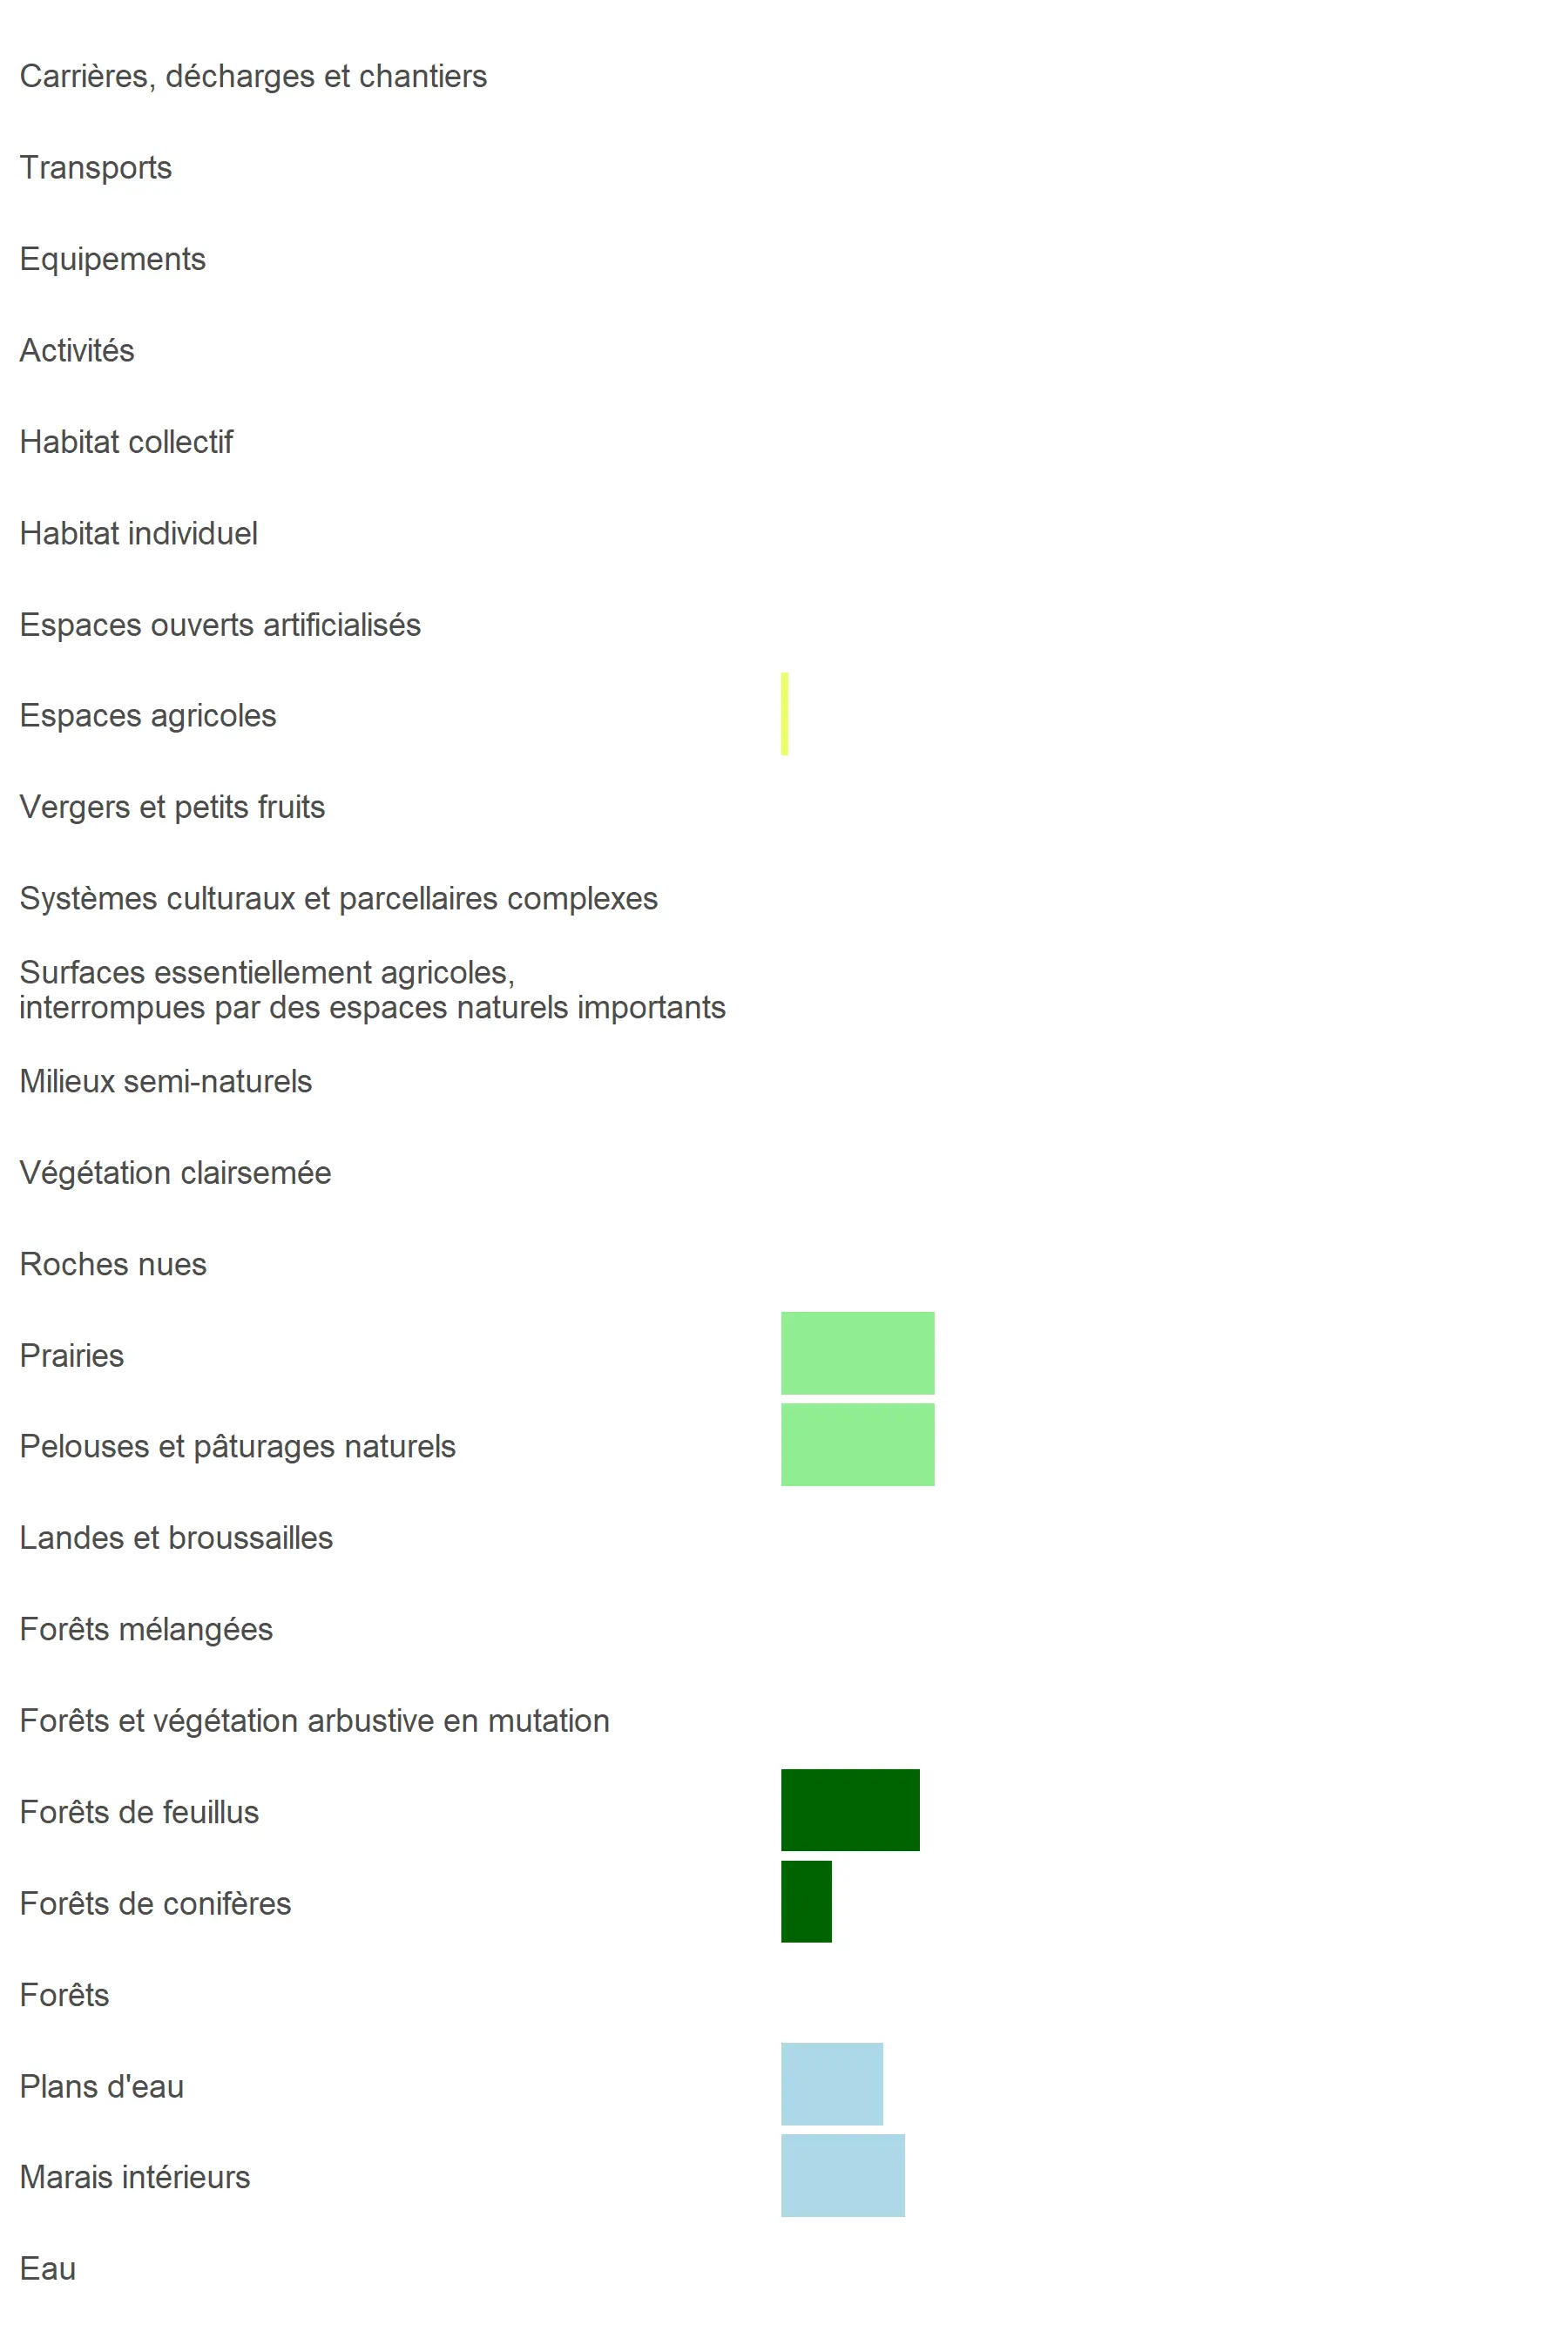 Carrières, décharges et chantiers
Transports
Equipements
Activités
Habitat collectif
Habitat individuel
Espaces ouverts artificialisés
Espaces agricoles
Vergers et petits fruits
Systèmes culturaux et parcellaires complexes
Surfaces essentiellement agricoles,
interrompues par des espaces naturels importants
Milieux semi-naturels
Végétation clairsemée
Roches nues
Prairies
Pelouses et pâturages naturels
Landes et broussailles
Forêts mélangées
Forêts et végétation arbustive en mutation
Forêts de feuillus
Forêts de conifères
Forêts
Plans d'eau
Marais intérieurs
Eau